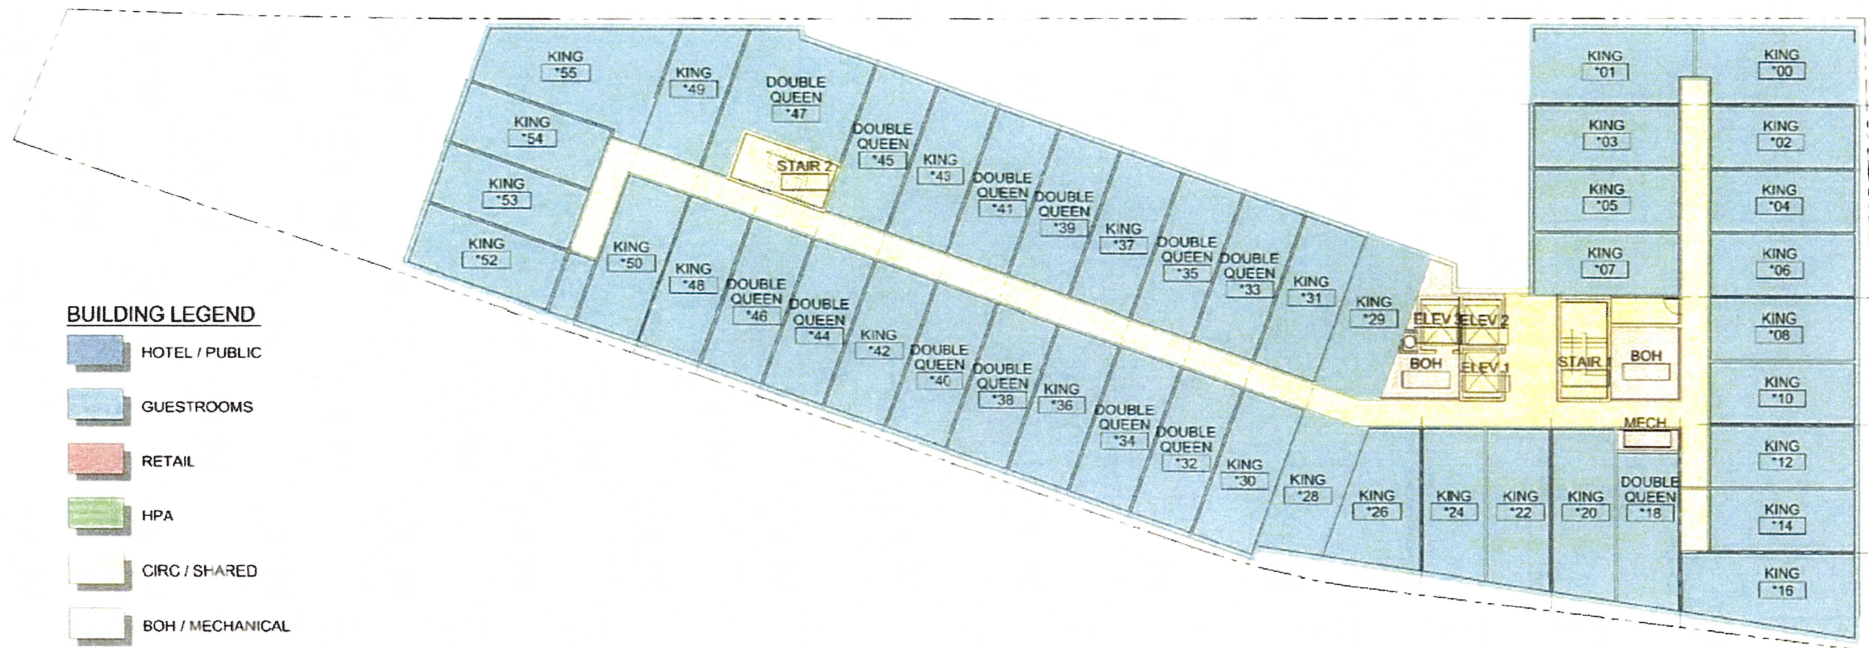 KING
*55
KING
*49
DOUBLE
QUEEN
*47
KING
*54
KING
*53
KING
*52
STAIR 2
DOUBLE
QUEEN
*45
KING
*43
DOUBLE
QUEEN
*41
DOUBLE
QUEEN
*39
KING
*37
DOUBLE
QUEEN
*35
DOUBLE
QUEEN
*33
KING
*31
KING
*29
KING
*50
KING
*48
DOUBLE
QUEEN
*46
DOUBLE
QUEEN
*44
KING
*42
DOUBLE
QUEEN
*40
DOUBLE
QUEEN
*38
KING
*36
DOUBLE
QUEEN
*34
DOUBLE
QUEEN
*32
KING
*30
KING
*28
KING
*26
KING
*24
KING
*22
KING
*20
DOUBLE
QUEEN
*18
ELEV 3
ELEV 2
ELEV 1
BOH
STAIR 1
BOH
MECH
KING
*01
KING
*00
KING
*03
KING
*02
KING
*05
KING
*04
KING
*07
KING
*06
KING
*08
KING
*10
KING
*12
KING
*14
KING
*16
BUILDING LEGEND
HOTEL / PUBLIC
GUESTROOMS
RETAIL
HPA
CIRC / SHARED
BOH / MECHANICAL